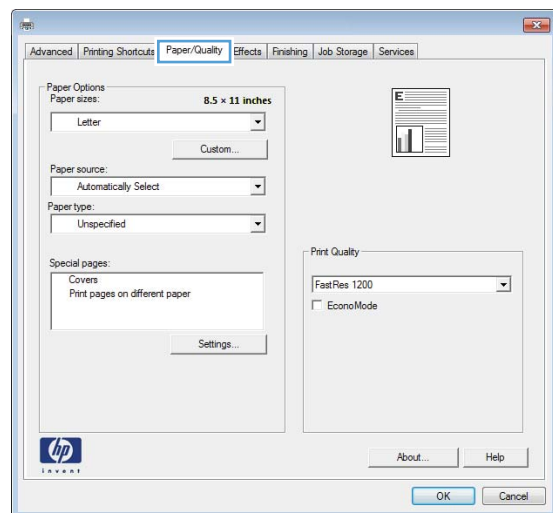 Advanced
Printing Shortcuts
Paper/Quality
Effects
Finishing
Job Storage
Services
Paper Options
Paper sizes:
8.5 × 11 inches
Letter
Custom...
Paper source:
Automatically Select
Paper type:
Unspecified
Special pages:
Covers
Print pages on different paper
Settings...
E
Print Quality
FastRes 1200
EconoMode
hp
invent
About...
Help
OK
Cancel